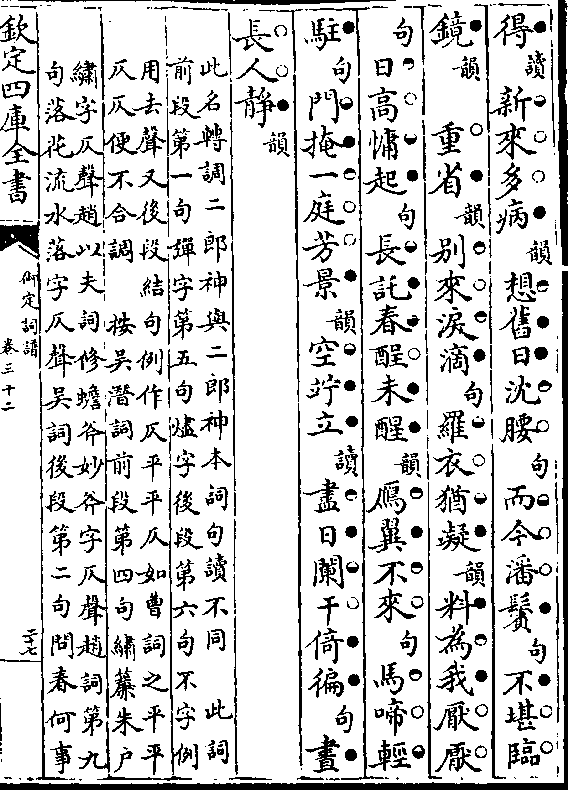 得讀新來多病韻想舊日沈腰句而今潘鬢句不堪臨
鏡韻　重省韻别來淚滴句羅衣猶凝韻料為我厭厭
句日高慵起句長託春酲未醒韻鴈翼不來句馬啼輕
駐句門掩一庭芳景韻空竚立讀盡日闌干倚徧句晝
長人靜韻
此名轉調二郎神與二郎神本詞句讀不同　此詞
前段第一句彈字第五句爐字後段第六句不字例
用去聲又後段結句例作仄平平仄如曹詞之平平
仄仄便不合調　按吳潛詞前段第四句繡藁朱户
繡字仄聲趙以夫詞修蟾斧妙斧字仄聲趙詞第九
句落花流水落字仄聲吳詞後段第二句問春何事
欽定四庫全書
御定詞譜
卷三十二
二十七